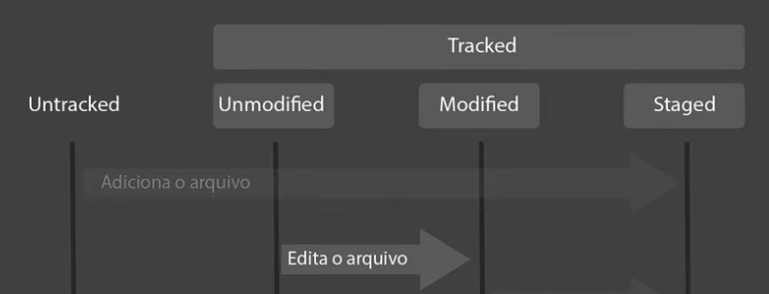 Tracked
Untracked
Unmodified
Modified
Staged
Adiciona o arquivo
Edita o arquivo